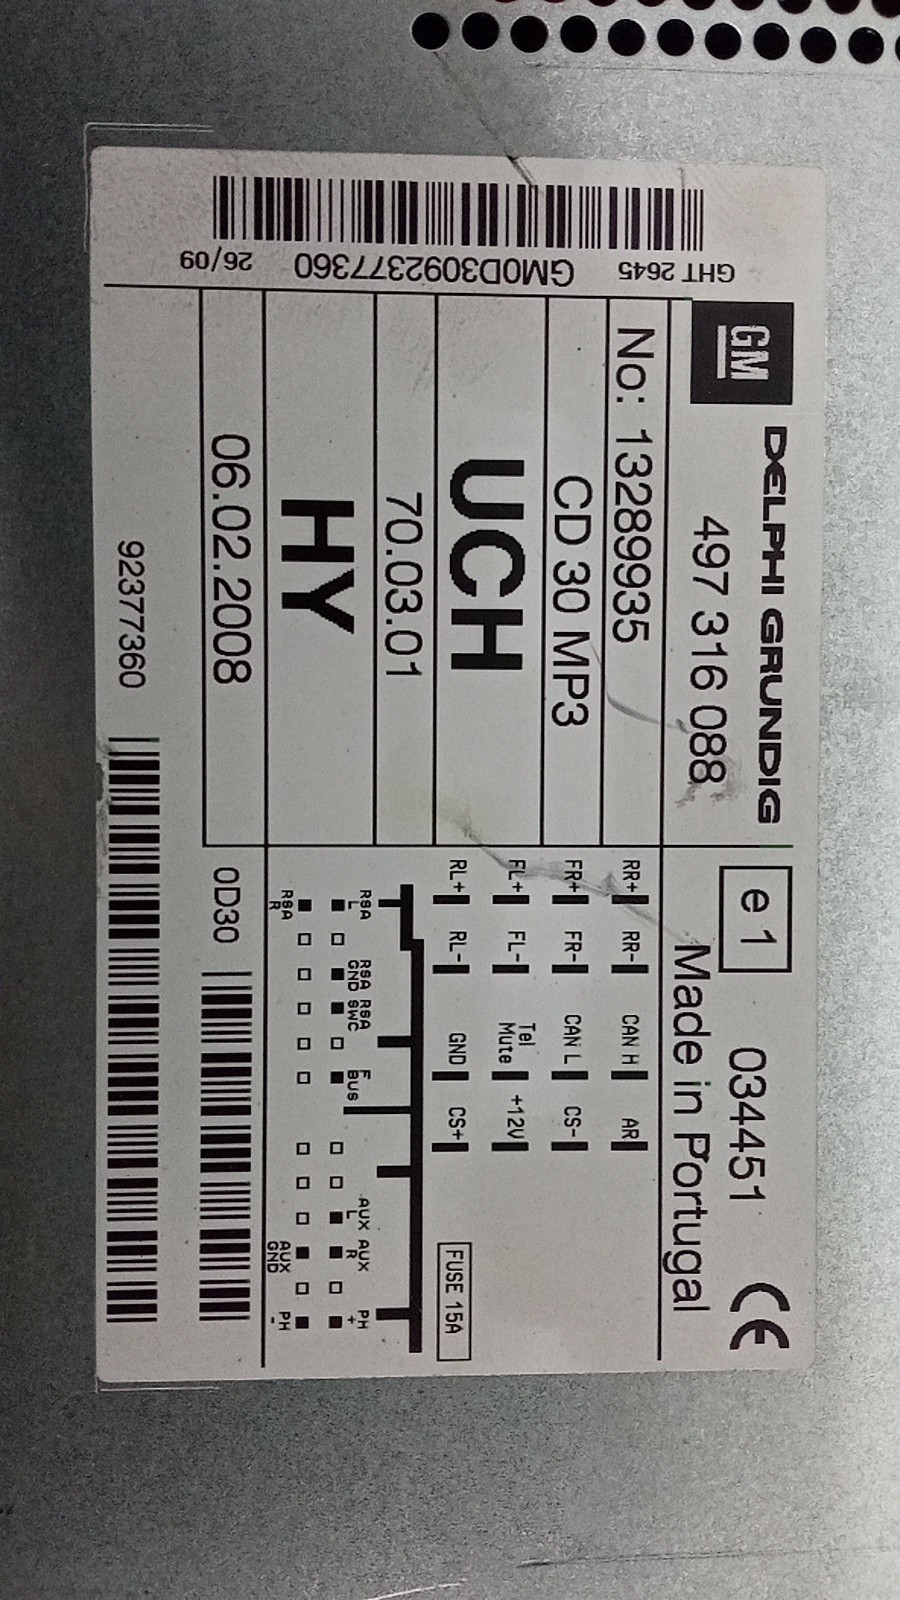 GHT 2645 GM0D3092377360 26/09
GM
DELPHI GRUNDIG
497 316 088
No: 13289935
CD 30 MP3
UCH
70.03.01
HY
06.02.2008
e1 034451 CE
Made in Portugal
RR+ RR- CAN H AR
FR+ FR- CAN L CS-
FL+ FL- Tel Mute +12V
RL+ RL- GND CS+
FUSE 15A
RSA L RSA GND RSA SWC F BUS AUX L AUX R PH +
RSA R AUX GND PH -
0D30
92377360